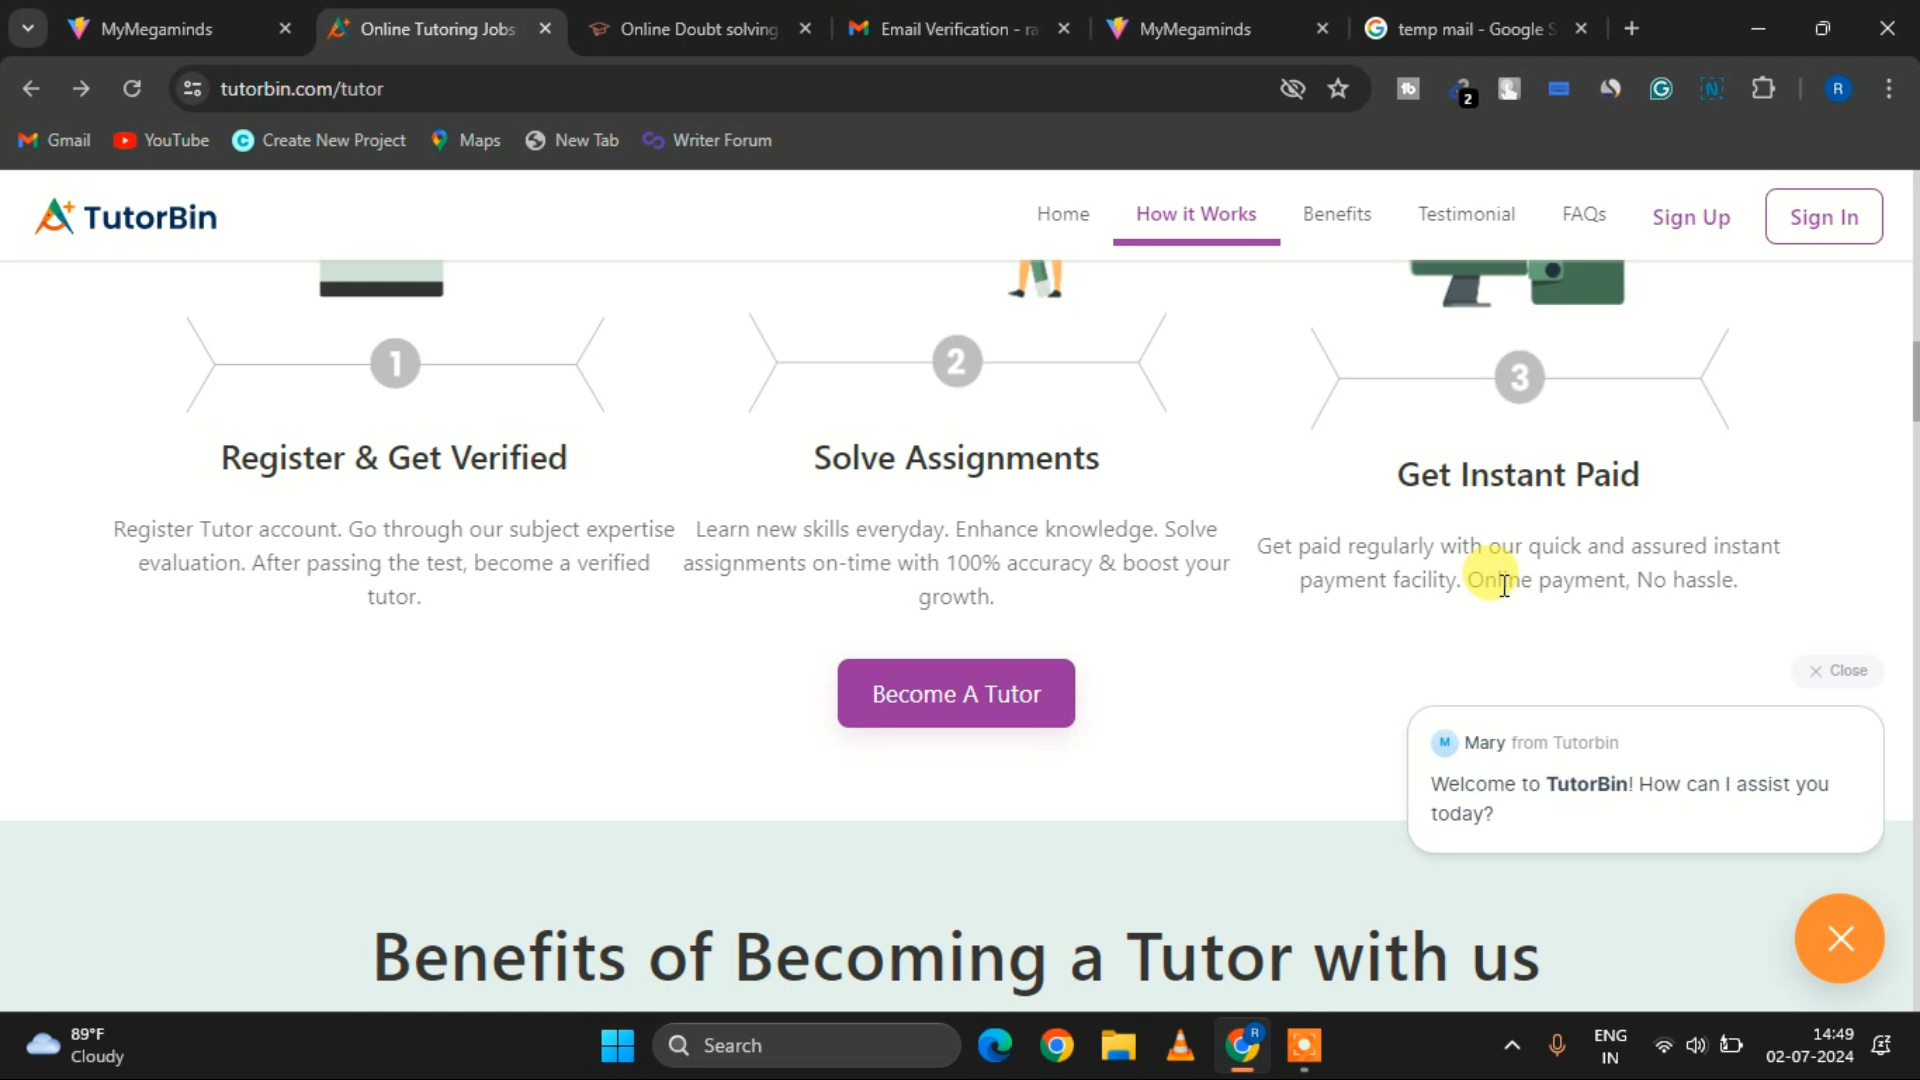 MyMegaminds
Online Tutoring Jobs
Online Doubt solving
Email Verification - ra
MyMegaminds
temp mail - Google S
tutorbin.com/tutor
2
R
Gmail
YouTube
Create New Project
Maps
New Tab
Writer Forum
TutorBin
Home
How it Works
Benefits
Testimonial
FAQs
Sign Up
Sign In
1
2
3
Register & Get Verified
Register Tutor account. Go through our subject expertise
evaluation. After passing the test, become a verified
tutor.
Solve Assignments
Learn new skills everyday. Enhance knowledge. Solve
assignments on-time with 100% accuracy & boost your
growth.
Get Instant Paid
Get paid regularly with our quick and assured instant
payment facility. Online payment, No hassle.
Become A Tutor
Close
M
Mary from Tutorbin
Welcome to TutorBin! How can I assist you
today?
Benefits of Becoming a Tutor with us
89°F
Cloudy
Search
R
ENG
IN
14:49
02-07-2024